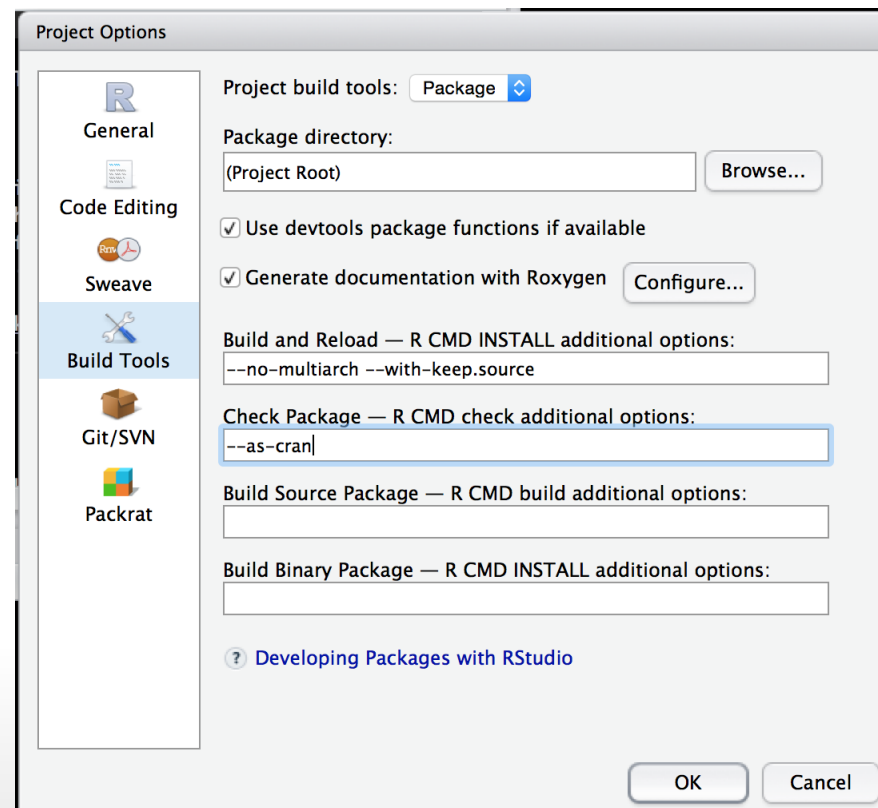 Project Options
General
Code Editing
Sweave
Build Tools
Git/SVN
Packrat
Project build tools: Package
Package directory:
(Project Root)
Browse...
Use devtools package functions if available
Generate documentation with Roxygen
Configure...
Build and Reload — R CMD INSTALL additional options:
--no-multiarch --with-keep.source
Check Package — R CMD check additional options:
--as-cran
Build Source Package — R CMD build additional options:
Build Binary Package — R CMD INSTALL additional options:
? Developing Packages with RStudio
OK
Cancel